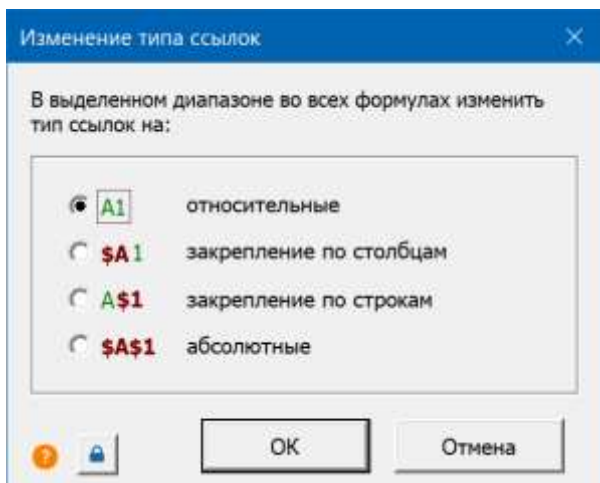 Изменение типа ссылок
В выделенном диапазоне во всех формулах изменить
тип ссылок на:
A1 относительные
$A1 закрепление по столбцам
A$1 закрепление по строкам
$A$1 абсолютные
?
OK Отмена